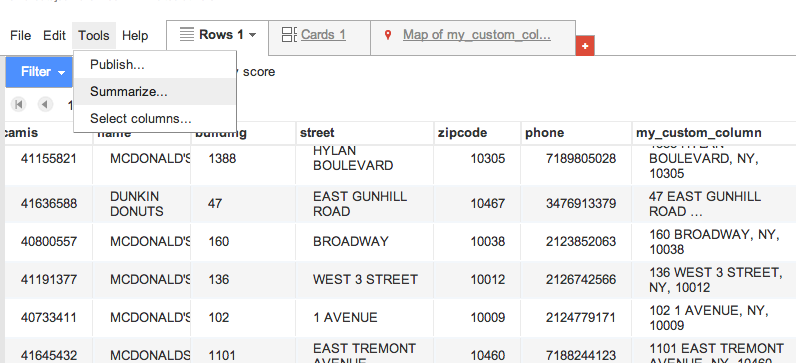 File Edit Tools Help Rows 1 Cards 1 Map of my_custom_col...
Publish...
Filter y score
Summarize...
1
Select columns...
camis name building street zipcode phone my_custom_column
41155821 MCDONALD'S 1388 HYLAN BOULEVARD 10305 7189805028 BOULEVARD, NY, 10305
41636588 DUNKIN DONUTS 47 EAST GUNHILL ROAD 10467 3476913379 47 EAST GUNHILL ROAD ...
40800557 MCDONALD'S 160 BROADWAY 10038 2123852063 160 BROADWAY, NY, 10038
41191377 MCDONALD'S 136 WEST 3 STREET 10012 2126742566 136 WEST 3 STREET, NY, 10012
40733411 MCDONALD'S 102 1 AVENUE 10009 2124779171 102 1 AVENUE, NY, 10009
41645432 MCDONALD'S 1101 EAST TREMONT AVENUE 10460 7188244123 1101 EAST TREMONT AVENUE, NY, 10460